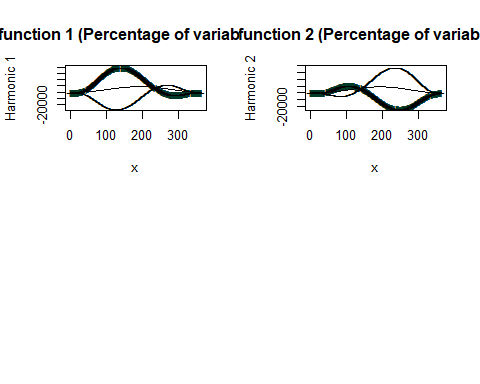 function 1 (Percentage of variab
function 2 (Percentage of variab
Harmonic 1
-20000
0 100 200 300
x
Harmonic 2
-20000
0 100 200 300
x